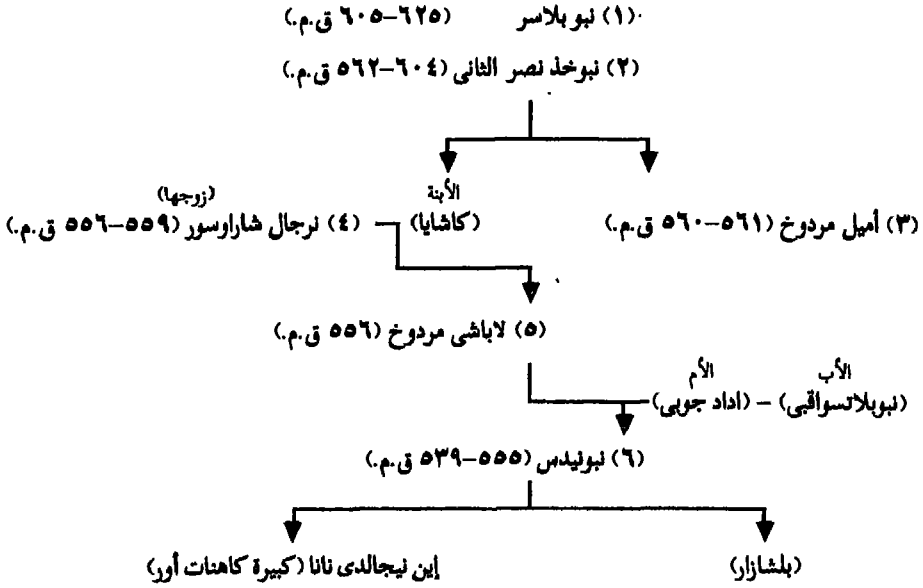 (١) نبوبلاسر (٦٢٥–٦٠٥ ق.م.)
(٢) نبوخذ نصر الثانى (٦٠٤–٥٦٢ ق.م.)
الأبنة
(زوجها)
(٣) أميل مردوخ (٥٦١–٥٦٠ ق.م.)
(كاشايا) – (٤) نرجال شاراوسور (٥٥٩–٥٥٦ ق.م.)
(٥) لاباشى مردوخ (٥٥٦ ق.م.)
الأب
الأم
(نبوبلاتسواقبى) – (اداد جوبى)
(٦) نبونيدس (٥٥٥–٥٣٩ ق.م.)
(بلشازار)
إين نيجالدى نانا (كبيرة كاهنات أور)